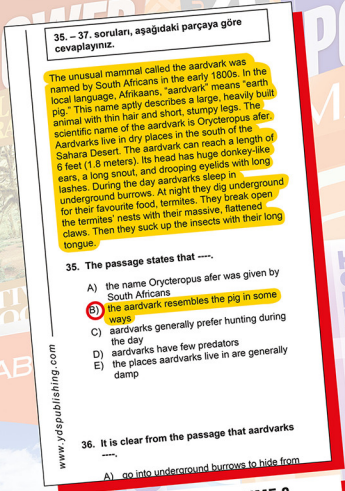 35. – 37. soruları, aşağıdaki parçaya göre
cevaplayınız.
The unusual mammal called the aardvark was
named by South Africans in the early 1800s. In the
local language, Afrikaans, "aardvark" means "earth
pig." This name aptly describes a large, heavily built
animal with thin hair and short, stumpy legs. The
scientific name of the aardvark is Orycteropus afer.
Aardvarks live in dry places in the south of the
Sahara Desert. The aardvark can reach a length of
6 feet (1.8 meters). Its head has huge donkey-like
ears, a long snout, and drooping eyelids with long
lashes. During the day aardvarks sleep in
underground burrows. At night they dig underground
for their favourite food, termites. They break open
the termites' nests with their massive, flattened
claws. Then they suck up the insects with their long
tongue.
35. The passage states that ----.
A) the name Orycteropus afer was given by
South Africans
B) the aardvark resembles the pig in some
ways
C) aardvarks generally prefer hunting during
the day
D) aardvarks have few predators
E) the places aardvarks live in are generally
damp
www.ydspublishing.com
36. It is clear from the passage that aardvarks
----.
A) go into underground burrows to hide from